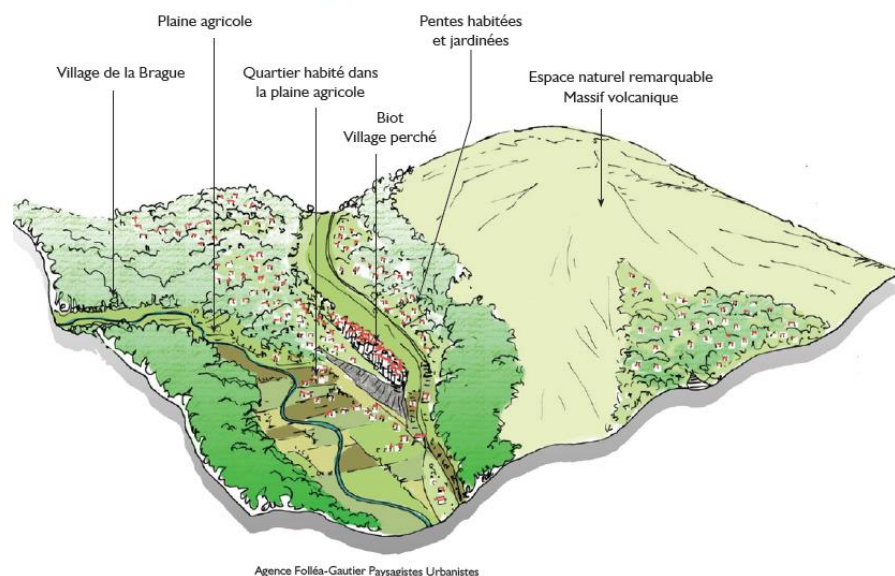 Plaine agricole
Pentes habitées
et jardinées
Village de la Brague
Quartier habité dans
la plaine agricole
Espace naturel remarquable
Massif volcanique
Biot
Village perché
Agence Folléa-Gautier Paysagistes Urbanistes